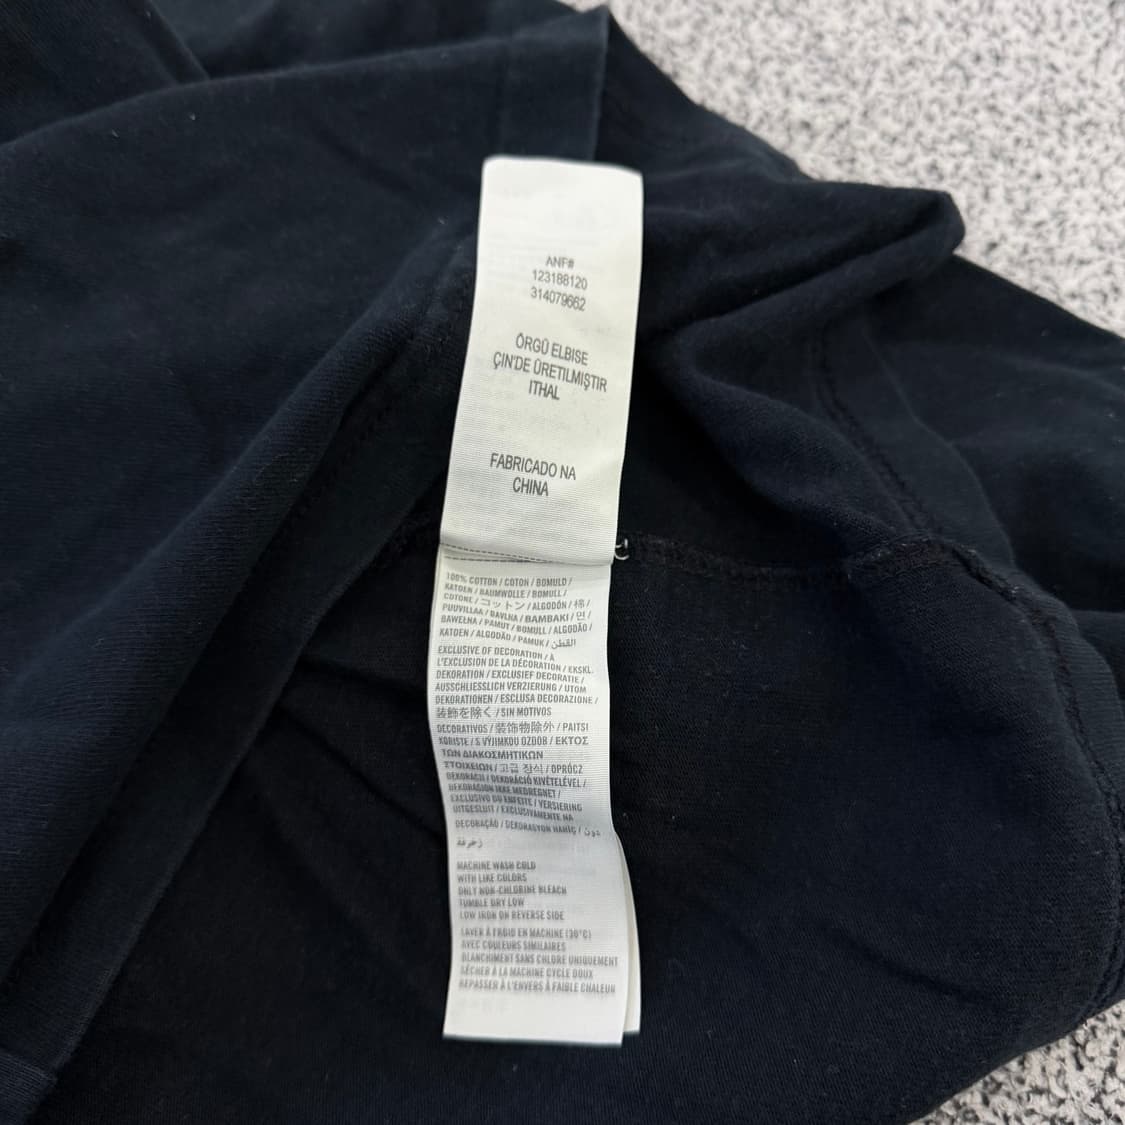 ANF#
123188120
314079662
ÖRGÜ ELBISE
ÇIN'DE ÜRETILMIŞTIR
ITHAL
FABRICADO NA
CHINA
100% COTTON / COTON / BOMULD /
KATOEN / BAUMWOLLE / BOMULL /
COTONE / コットン / ALGODÓN / 棉 /
PUUVILLAA / BAVLNA / ΒΑΜΒΑΚΙ / 면 /
BAWEŁNA / PAMUT / BOMULL / ALGODÃO /
KATOEN / ALGODÃO / PAMUK / القطن
EXCLUSIVE OF DECORATION / À
L'EXCLUSION DE LA DÉCORATION / EKSKL.
DEKORATION / EXCLUSIEF DECORATIE /
AUSSCHLIESSLICH VERZIERUNG / UTOM
DEKORATIONEN / ESCLUSA DECORAZIONE /
装飾を除く / SIN MOTIVOS
DECORATIVOS / 装饰物除外 / PAITSI
KORISTE / S VÝJIMKOU OZDOB / ΕΚΤΟΣ
ΤΩΝ ΔΙΑΚΟΣΜΗΤΙΚΩΝ
ΣΤΟΙΧΕΙΩΝ / 고급 장식 / OPRÓCZ
DEKORACJI / DEKORÁCIÓ KIVÉTELÉVEL /
DEKORASJON IKKE MEDREGNET /
EXCLUSIVO DO ENFEITE / VERSIERING
UITGESLUIT / EXCLUSIVAMENTE NA
DECORAÇÃO / DEKORASYON HARIÇ / دون
زخرفة
MACHINE WASH COLD
WITH LIKE COLORS
ONLY NON-CHLORINE BLEACH
TUMBLE DRY LOW
LOW IRON ON REVERSE SIDE
LAVER À FROID EN MACHINE (30°C)
AVEC COULEURS SIMILAIRES
BLANCHIMENT SANS CHLORE UNIQUEMENT
SÉCHER À LA MACHINE CYCLE DOUX
REPASSER À L'ENVERS À FAIBLE CHALEUR